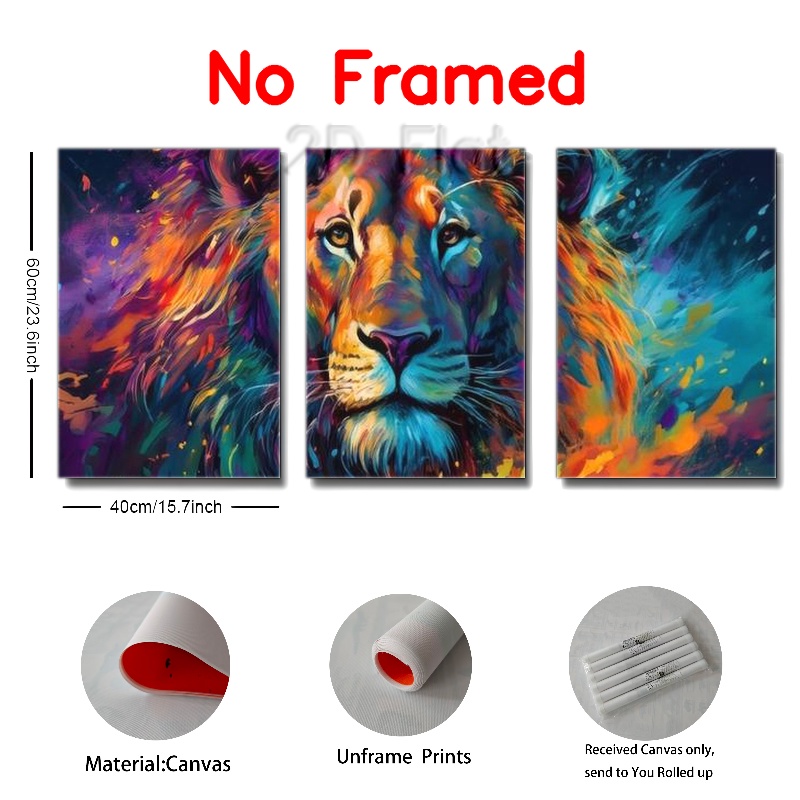 No Framed
2D Flat
60cm/23.6inch
40cm/15.7inch
Material:Canvas
Unframe Prints
Received Canvas only,
send to You Rolled up